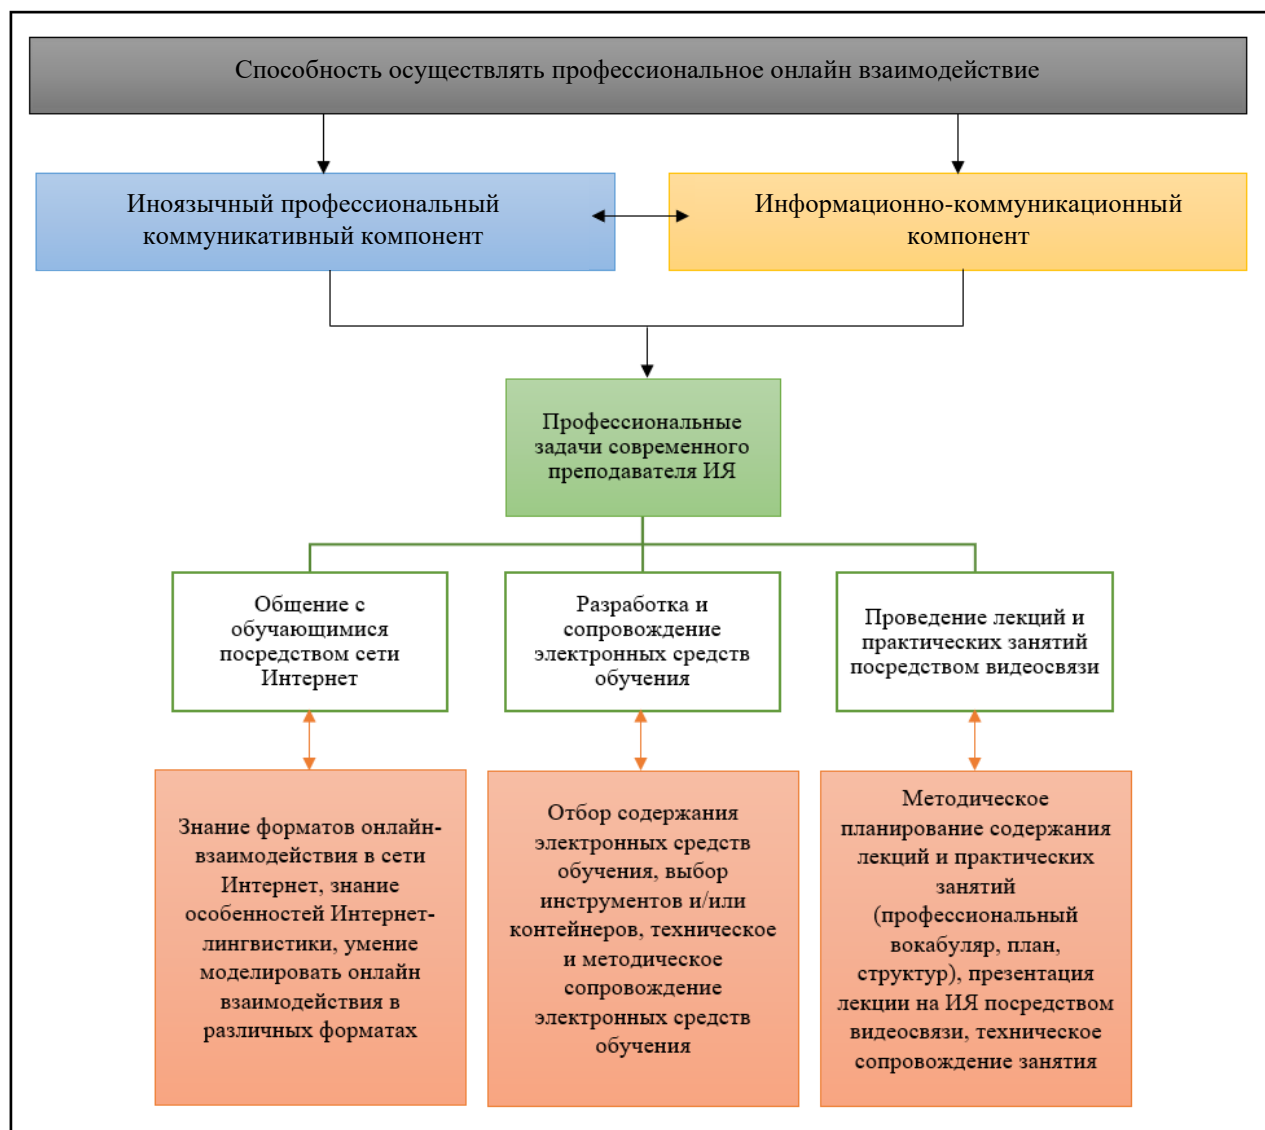 Способность осуществлять профессиональное онлайн взаимодействие
Иноязычный профессиональный
коммуникативный компонент
Информационно-коммуникационный
компонент
Профессиональные
задачи современного
преподавателя ИЯ
Общение с
обучающимися
посредством сети
Интернет
Разработка и
сопровождение
электронных средств
обучения
Проведение лекций и
практических занятий
посредством видеосвязи
Знание форматов онлайн-
взаимодействия в сети
Интернет, знание
особенностей Интернет-
лингвистики, умение
моделировать онлайн
взаимодействия в
различных форматах
Отбор содержания
электронных средств
обучения, выбор
инструментов и/или
контейнеров, техническое
и методическое
сопровождение
электронных средств
обучения
Методическое
планирование содержания
лекций и практических
занятий
(профессиональный
вокабуляр, план,
структур), презентация
лекции на ИЯ посредством
видеосвязи, техническое
сопровождение занятия